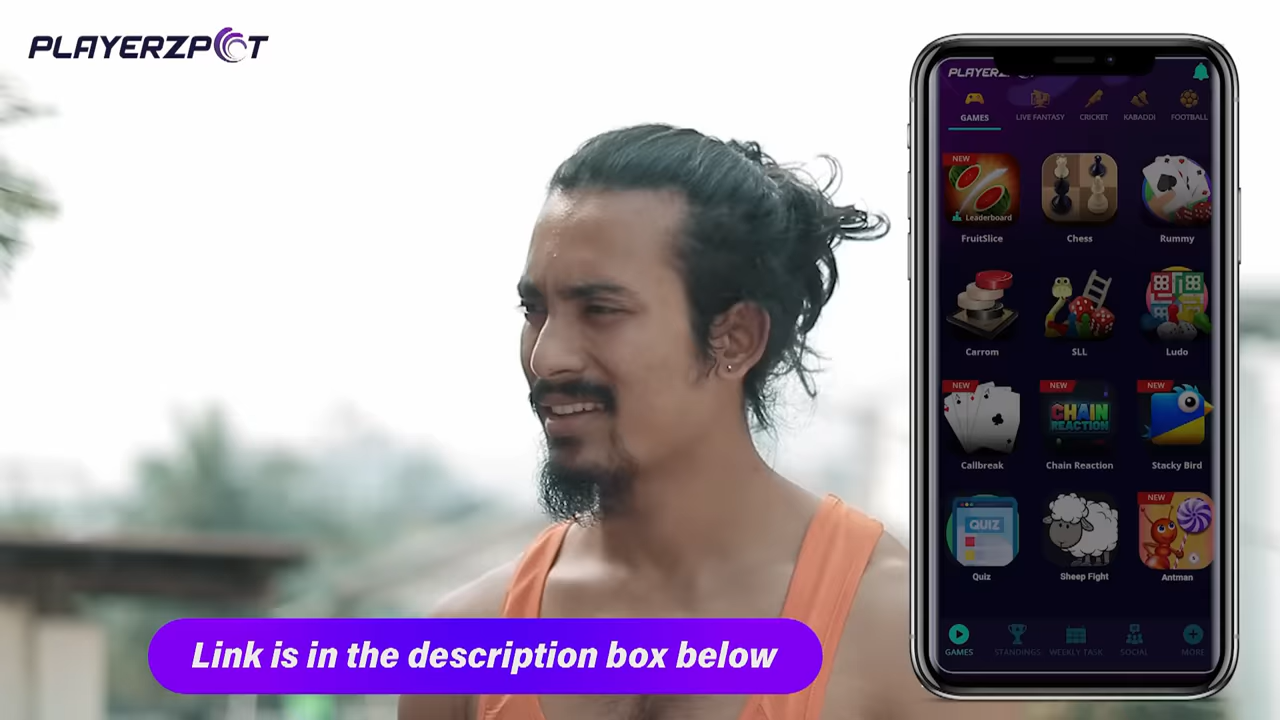 PLAYERZPOT
PLAYERZPOT
GAMES LIVE FANTASY CRICKET KABADDI FOOTBALL
NEW
Leaderboard
FruitSlice Chess Rummy
Carrom SLL Ludo
NEW NEW NEW
CHAIN
REACTION
Callbreak Chain Reaction Stacky Bird
NEW
QUIZ
Quiz Sheep Fight Antman
GAMES STANDINGS WEEKLY TASK SOCIAL MORE
Link is in the description box below